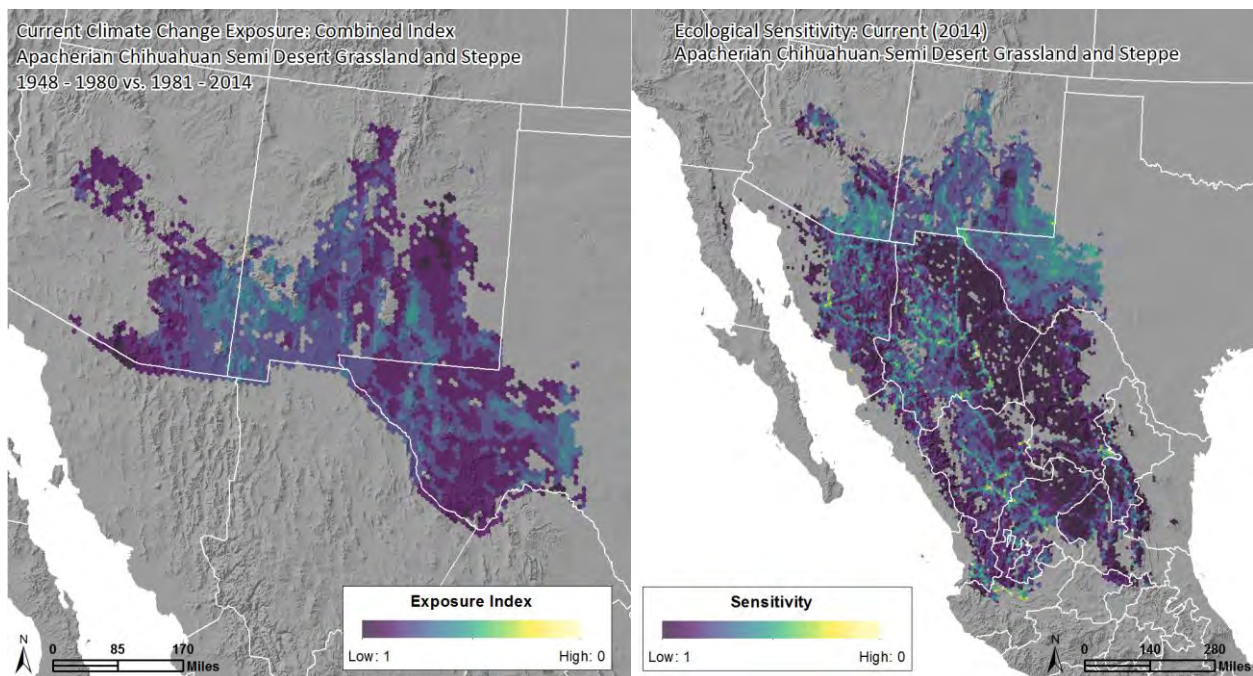 Current Climate Change Exposure: Combined Index
Apacherian Chihuahuan Semi Desert Grassland and Steppe
1948 - 1980 vs. 1981 - 2014
Exposure Index
Low: 1 High: 0
N
0 85 170
Miles
Ecological Sensitivity: Current (2014)
Apacherian Chihuahuan Semi Desert Grassland and Steppe
Sensitivity
Low: 1 High: 0
N
0 140 280
Miles